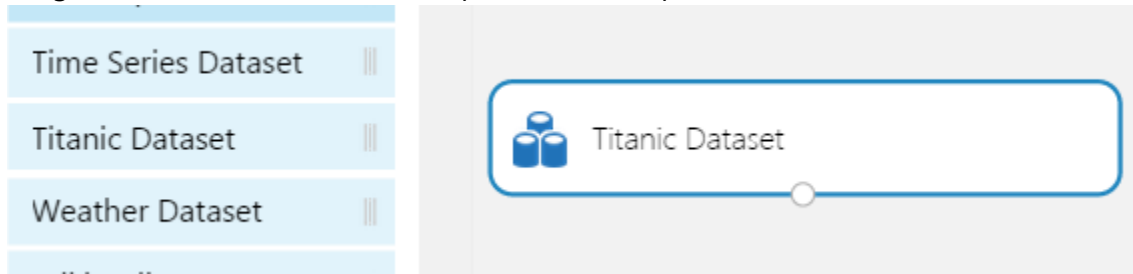 Time Series Dataset
Titanic Dataset
Weather Dataset
Titanic Dataset